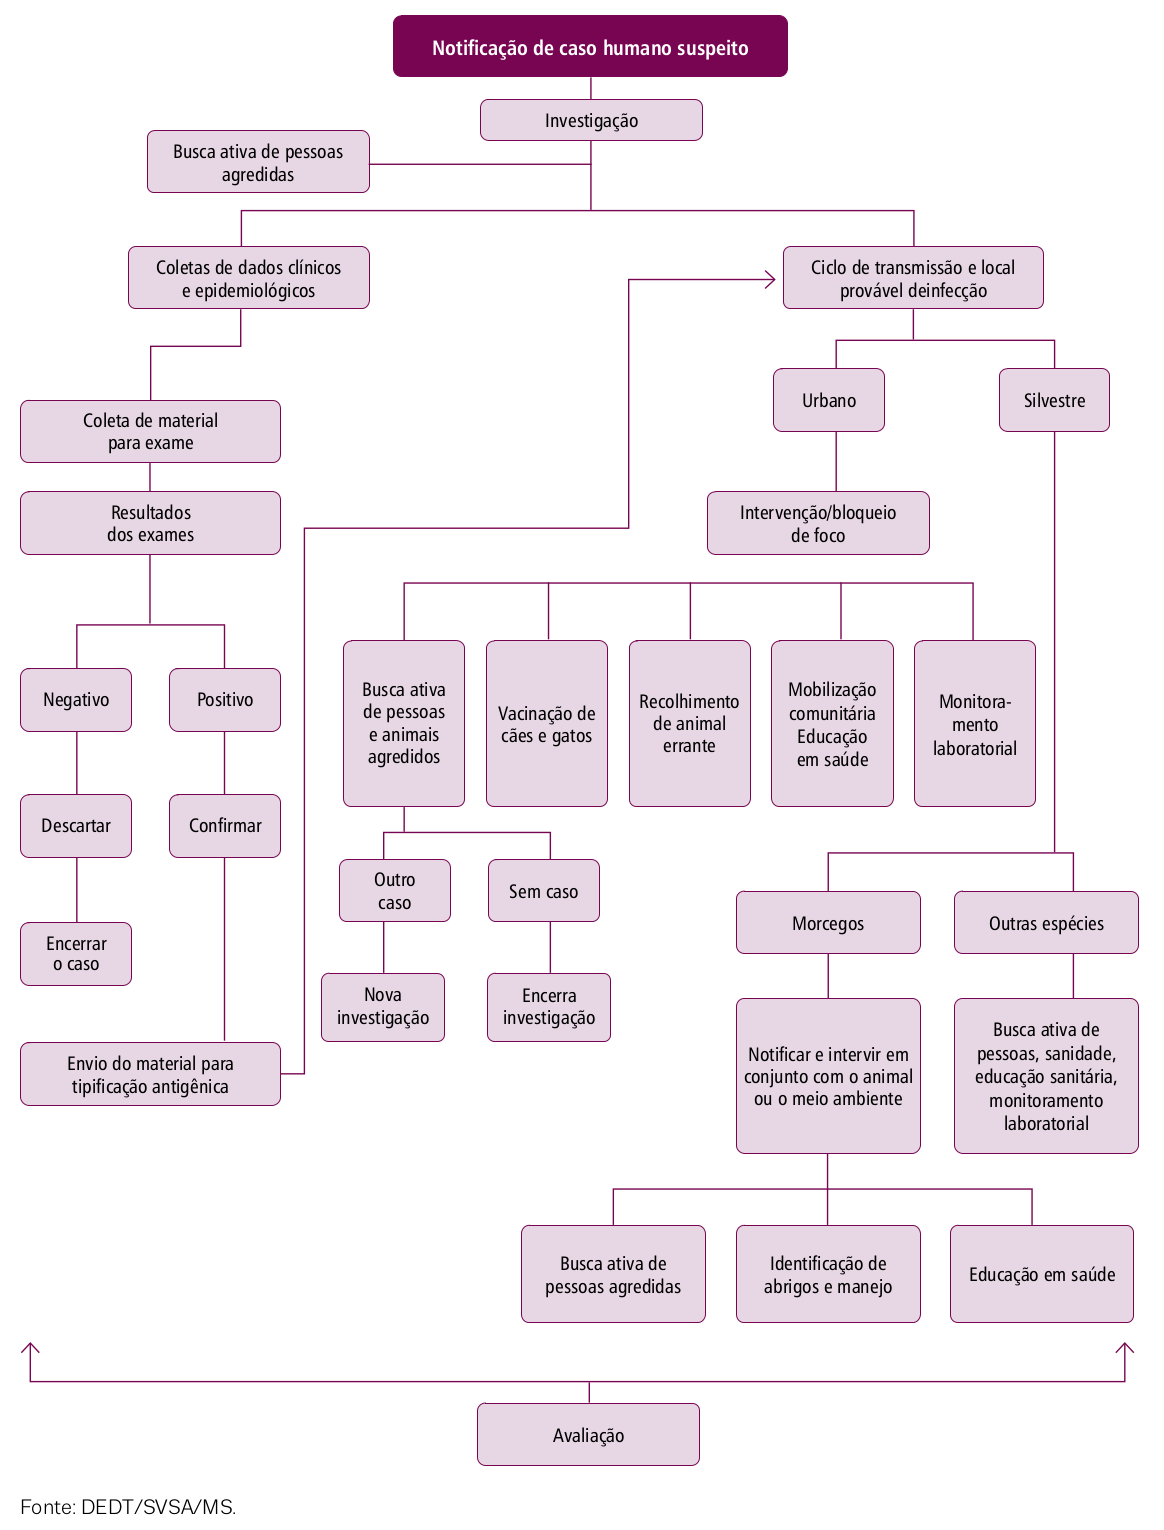 Notificação de caso humano suspeito
Investigação
Busca ativa de pessoas
agredidas
Coletas de dados clínicos
e epidemiológicos
Ciclo de transmissão e local
provável deinfecção
Urbano
Silvestre
Coleta de material
para exame
Resultados
dos exames
Intervenção/bloqueio
de foco
Negativo
Positivo
Descartar
Confirmar
Encerrar
o caso
Envio do material para
tipificação antigênica
Busca ativa
de pessoas
e animais
agredidos
Vacinação de
cães e gatos
Recolhimento
de animal
errante
Mobilização
comunitária
Educação
em saúde
Monitora-
mento
laboratorial
Outro
caso
Sem caso
Nova
investigação
Encerra
investigação
Morcegos
Outras espécies
Notificar e intervir em
conjunto com o animal
ou o meio ambiente
Busca ativa de
pessoas, sanidade,
educação sanitária,
monitoramento
laboratorial
Busca ativa de
pessoas agredidas
Identificação de
abrigos e manejo
Educação em saúde
Avaliação
Fonte: DEDT/SVSA/MS.